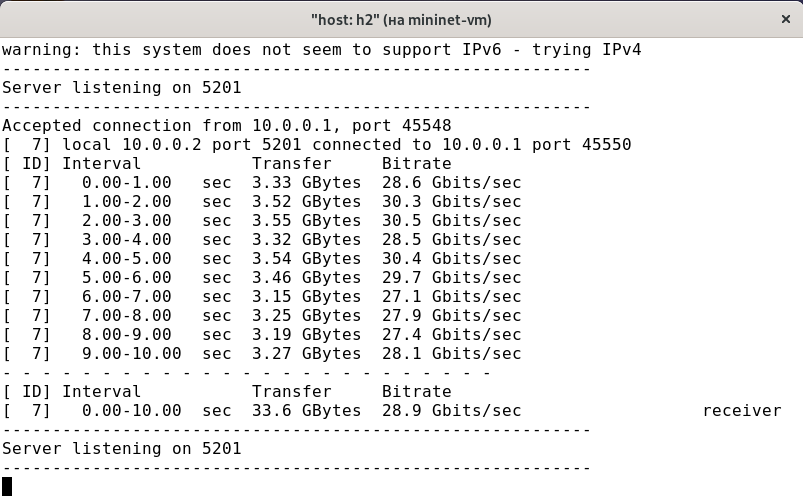 "host: h2" (на mininet-vm)
warning: this system does not seem to support IPv6 - trying IPv4
-----------------------------------------------------------
Server listening on 5201
-----------------------------------------------------------
Accepted connection from 10.0.0.1, port 45548
[  7] local 10.0.0.2 port 5201 connected to 10.0.0.1 port 45550
[ ID] Interval           Transfer     Bitrate
[  7]   0.00-1.00   sec  3.33 GBytes  28.6 Gbits/sec
[  7]   1.00-2.00   sec  3.52 GBytes  30.3 Gbits/sec
[  7]   2.00-3.00   sec  3.55 GBytes  30.5 Gbits/sec
[  7]   3.00-4.00   sec  3.32 GBytes  28.5 Gbits/sec
[  7]   4.00-5.00   sec  3.54 GBytes  30.4 Gbits/sec
[  7]   5.00-6.00   sec  3.46 GBytes  29.7 Gbits/sec
[  7]   6.00-7.00   sec  3.15 GBytes  27.1 Gbits/sec
[  7]   7.00-8.00   sec  3.25 GBytes  27.9 Gbits/sec
[  7]   8.00-9.00   sec  3.19 GBytes  27.4 Gbits/sec
[  7]   9.00-10.00  sec  3.27 GBytes  28.1 Gbits/sec
- - - - - - - - - - - - - - - - - - - - - - - - -
[ ID] Interval           Transfer     Bitrate
[  7]   0.00-10.00  sec  33.6 GBytes  28.9 Gbits/sec                  receiver
-----------------------------------------------------------
Server listening on 5201
-----------------------------------------------------------